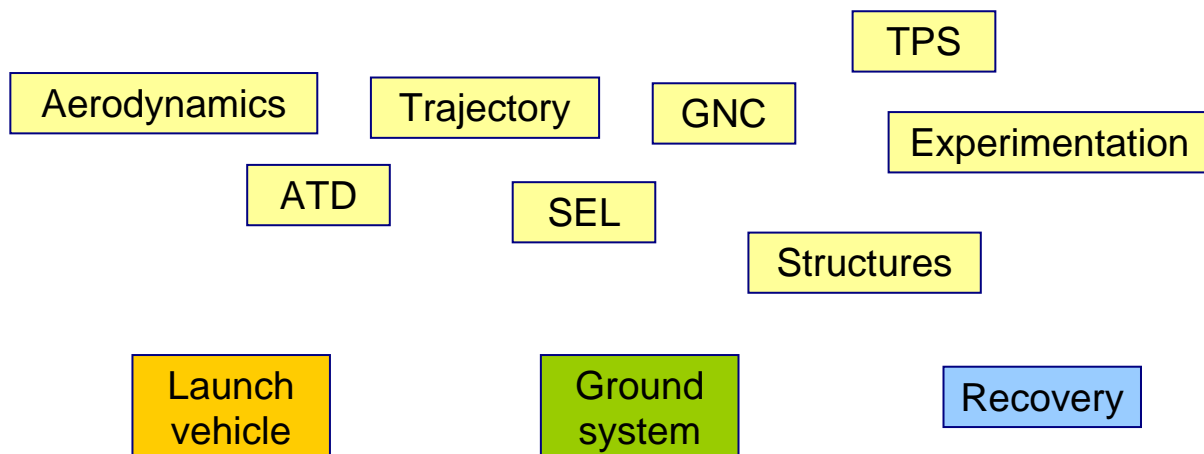 TPS
Aerodynamics
Trajectory
GNC
Experimentation
ATD
SEL
Structures
Launch
vehicle
Ground
system
Recovery